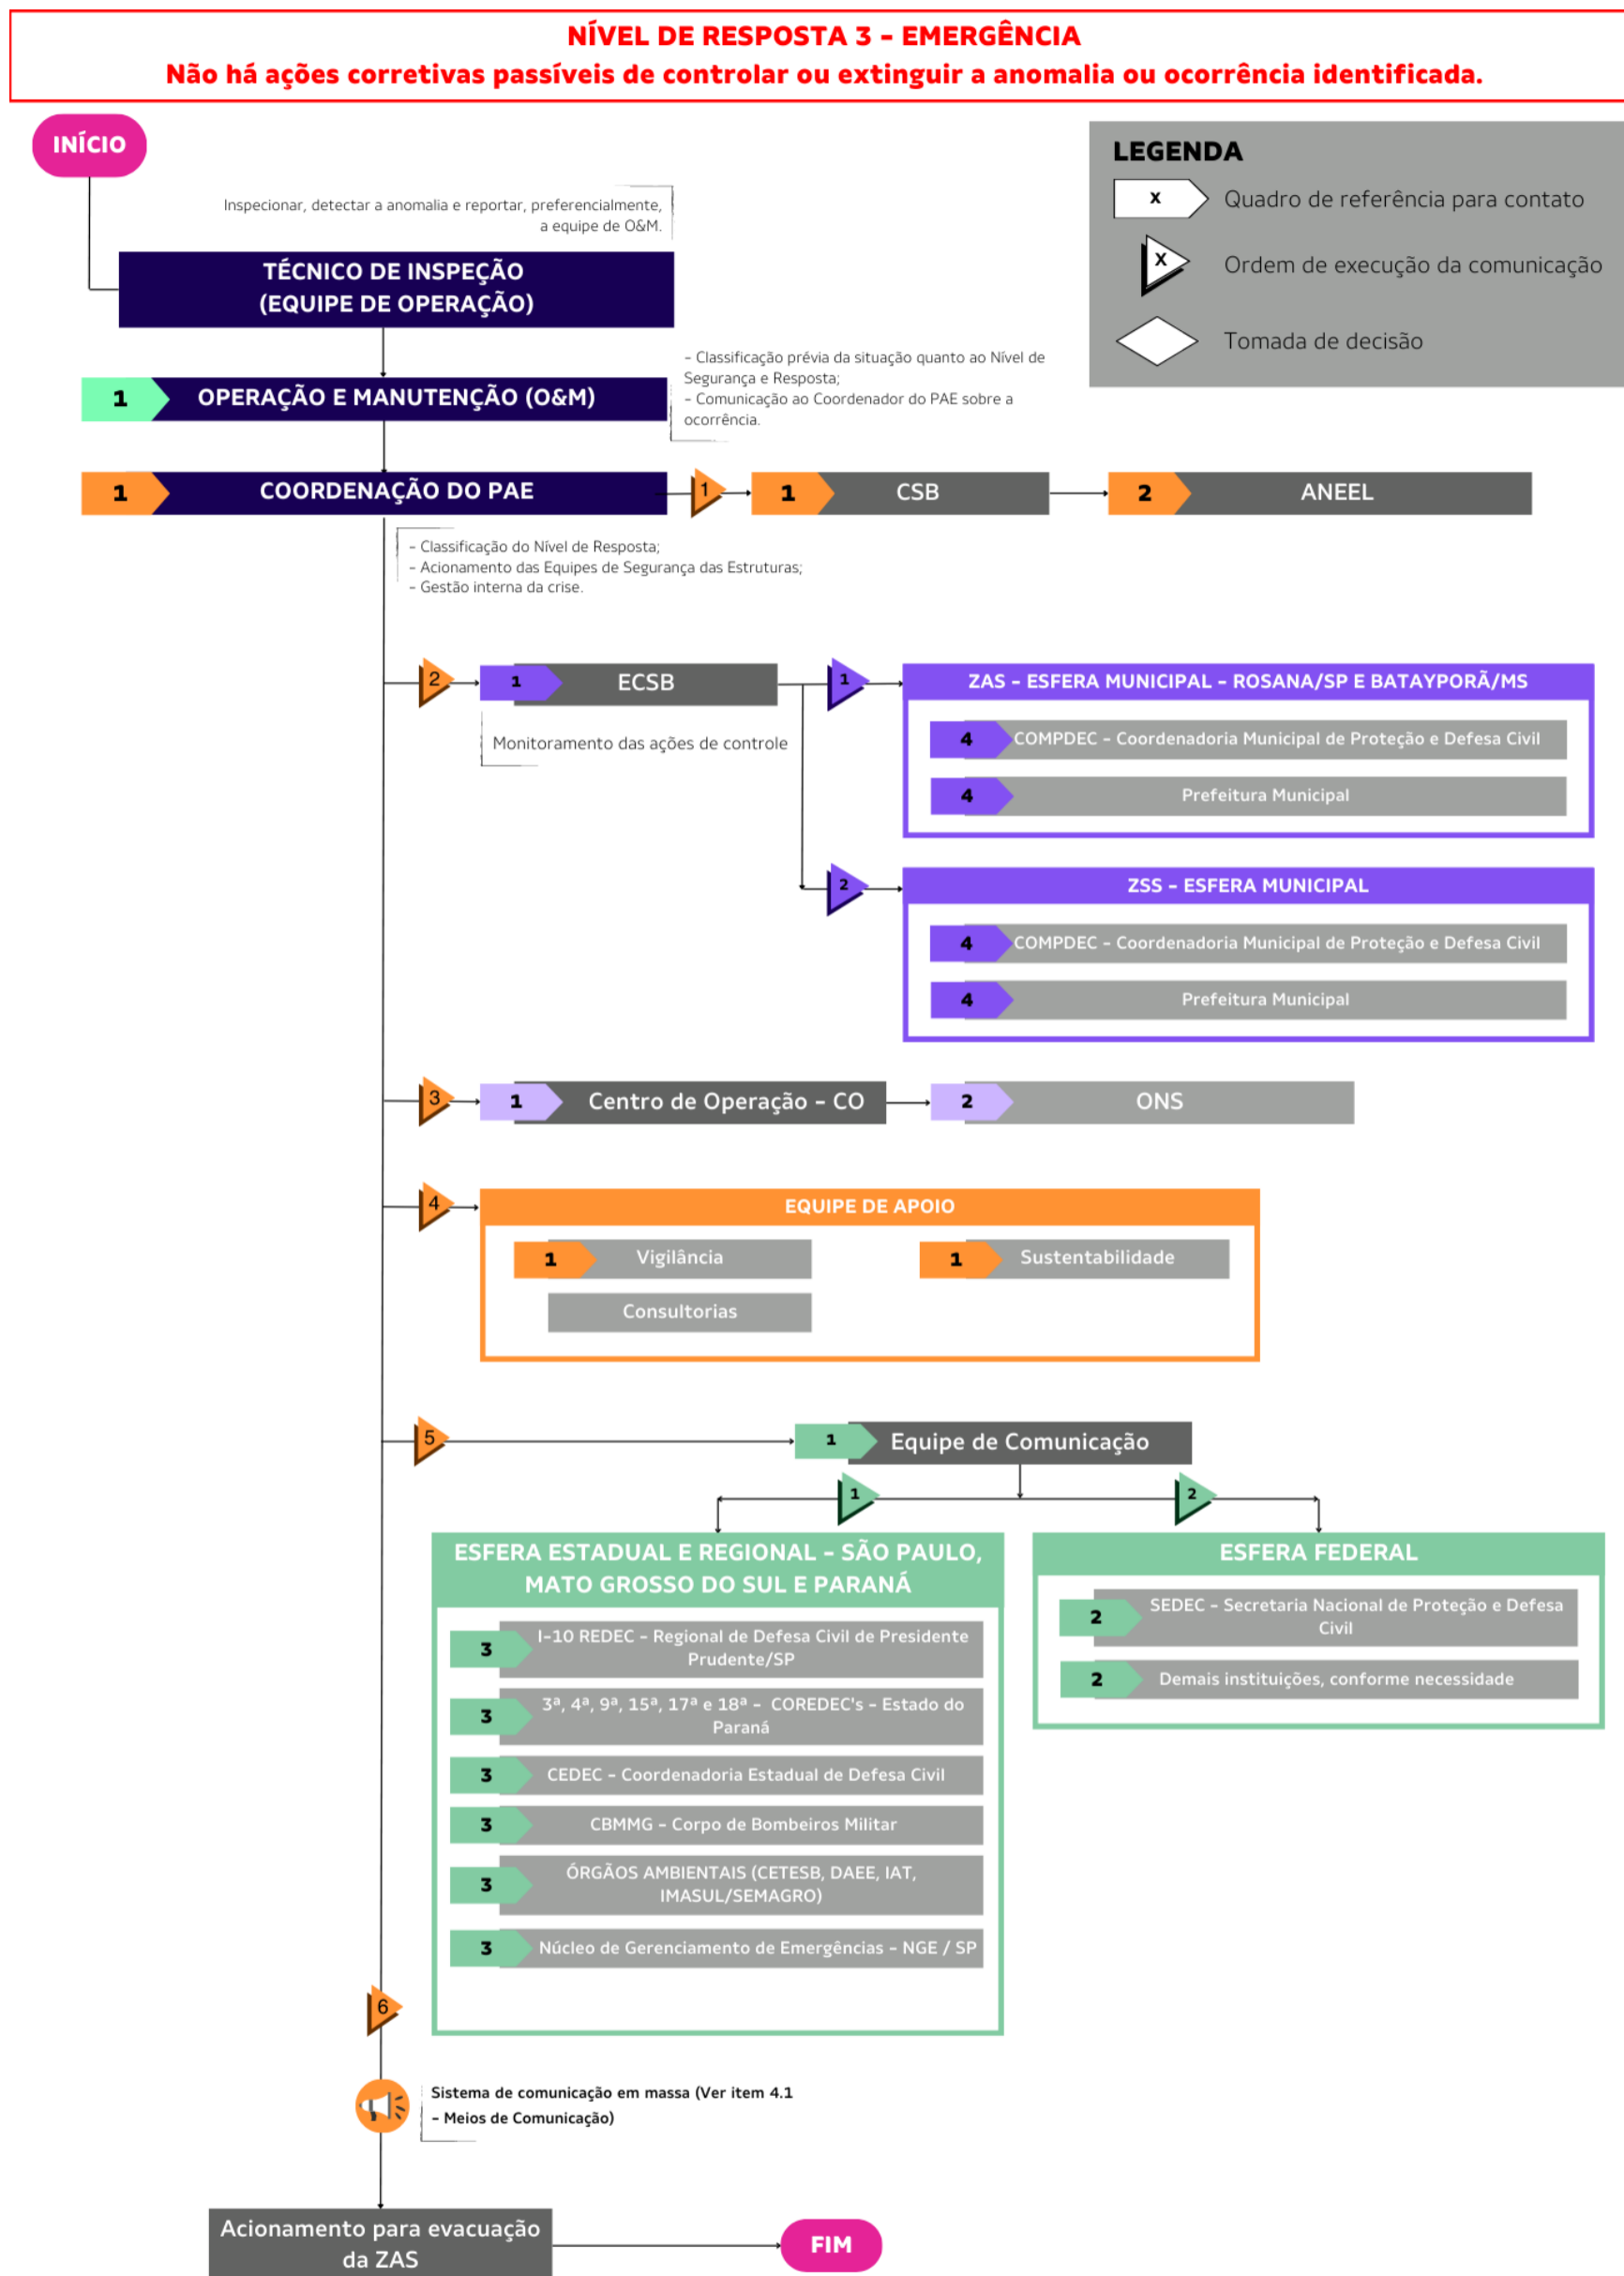 NÍVEL DE RESPOSTA 3 - EMERGÊNCIA
Não há ações corretivas passíveis de controlar ou extinguir a anomalia ou ocorrência identificada.
INÍCIO
LEGENDA
x
Quadro de referência para contato
X
Ordem de execução da comunicação
Tomada de decisão
Inspecionar, detectar a anomalia e reportar, preferencialmente,
a equipe de O&M.
TÉCNICO DE INSPEÇÃO
(EQUIPE DE OPERAÇÃO)
- Classificação prévia da situação quanto ao Nível de
Segurança e Resposta;
- Comunicação ao Coordenador do PAE sobre a
ocorrência.
1
OPERAÇÃO E MANUTENÇÃO (O&M)
1
COORDENAÇÃO DO PAE
1
1
CSB
2
ANEEL
- Classificação do Nível de Resposta;
- Acionamento das Equipes de Segurança das Estruturas;
- Gestão interna da crise.
2
1
ECSB
Monitoramento das ações de controle
1
ZAS - ESFERA MUNICIPAL - ROSANA/SP E BATAYPORÃ/MS
4
COMPDEC - Coordenadoria Municipal de Proteção e Defesa Civil
4
Prefeitura Municipal
2
ZSS - ESFERA MUNICIPAL
4
COMPDEC - Coordenadoria Municipal de Proteção e Defesa Civil
4
Prefeitura Municipal
3
1
Centro de Operação - CO
2
ONS
4
EQUIPE DE APOIO
1
Vigilância
1
Sustentabilidade
Consultorias
5
1
Equipe de Comunicação
1
2
ESFERA ESTADUAL E REGIONAL - SÃO PAULO,
MATO GROSSO DO SUL E PARANÁ
3
I-10 REDEC - Regional de Defesa Civil de Presidente
Prudente/SP
3
3ª, 4ª, 9ª, 15ª, 17ª e 18ª - COREDEC's - Estado do
Paraná
3
CEDEC - Coordenadoria Estadual de Defesa Civil
3
CBMMG - Corpo de Bombeiros Militar
3
ÓRGÃOS AMBIENTAIS (CETESB, DAEE, IAT,
IMASUL/SEMAGRO)
3
Núcleo de Gerenciamento de Emergências - NGE / SP
ESFERA FEDERAL
2
SEDEC - Secretaria Nacional de Proteção e Defesa
Civil
2
Demais instituições, conforme necessidade
6
Sistema de comunicação em massa (Ver item 4.1
- Meios de Comunicação)
Acionamento para evacuação
da ZAS
FIM